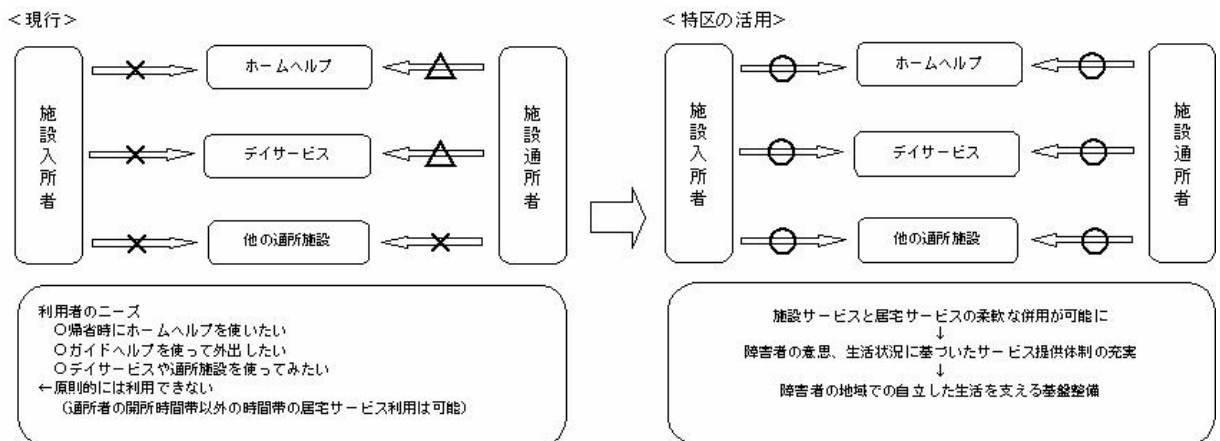 ＜現行＞
施設入所者
ホームヘルプ
デイサービス
他の通所施設
施設通所者
利用者のニーズ
○帰省時にホームヘルプを使いたい
○ガイドヘルプを使って外出したい
○デイサービスや通所施設を使ってみたい
←原則的には利用できない
（通所者の開所時間帯以外の時間帯の居宅サービス利用は可能）
＜特区の活用＞
施設入所者
ホームヘルプ
デイサービス
他の通所施設
施設通所者
施設サービスと居宅サービスの柔軟な併用が可能に
↓
障害者の意思、生活状況に基づいたサービス提供体制の充実
↓
障害者の地域での自立した生活を支える基盤整備